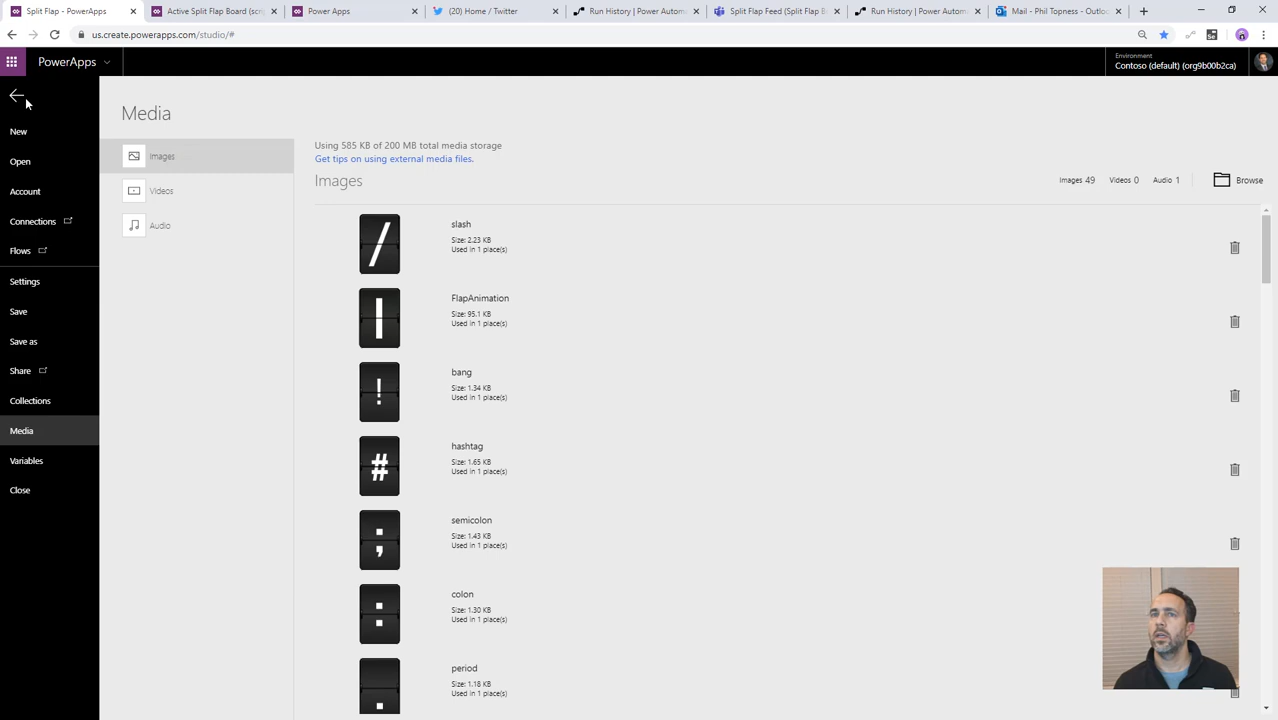 Split Flap - PowerApps
Active Split Flap Board (scri
Power Apps
(20) Home / Twitter
Run History | Power Autom
Split Flap Feed (Split Flap B
Run History | Power Autom
Mail - Phil Topness - Outlo
us.create.powerapps.com/studio/#
PowerApps
Environment
Contoso (default) (org9b00b2ca)
New
Open
Account
Connections
Flows
Settings
Save
Save as
Share
Collections
Media
Variables
Close
Media
Images
Videos
Audio
Using 585 KB of 200 MB total media storage
Get tips on using external media files.
Images
Images 49 Videos 0 Audio 1 Browse
/
slash
Size: 2.23 KB
Used in 1 place(s)
FlapAnimation
Size: 95.1 KB
Used in 1 place(s)
!
bang
Size: 1.34 KB
Used in 1 place(s)
#
hashtag
Size: 1.65 KB
Used in 1 place(s)
;
semicolon
Size: 1.43 KB
Used in 1 place(s)
:
colon
Size: 1.30 KB
Used in 1 place(s)
.
period
Size: 1.18 KB
Used in 1 place(s)